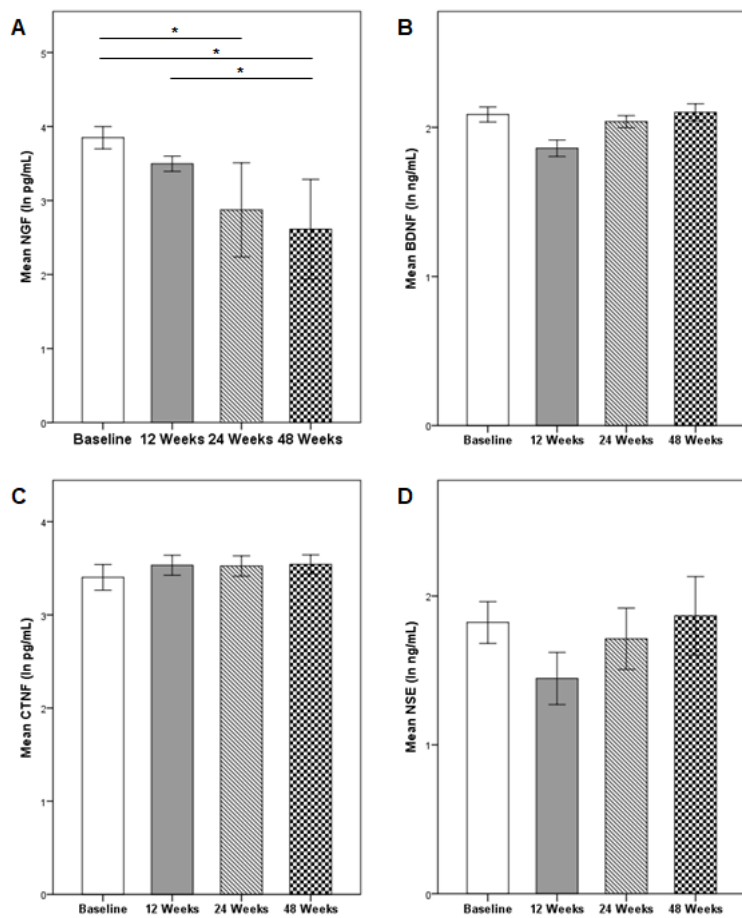 A
*
*
*
5
4
3
2
1
0
Mean NGF (ln pg/mL)
Baseline 12 Weeks 24 Weeks 48 Weeks
B
2
1
0
Mean BDNF (ln ng/mL)
Baseline 12 Weeks 24 Weeks 48 Weeks
C
4
3
2
1
0
Mean CTNF (ln pg/mL)
Baseline 12 Weeks 24 Weeks 48 Weeks
D
2
1
0
Mean NSE (ln ng/mL)
Baseline 12 Weeks 24 Weeks 48 Weeks